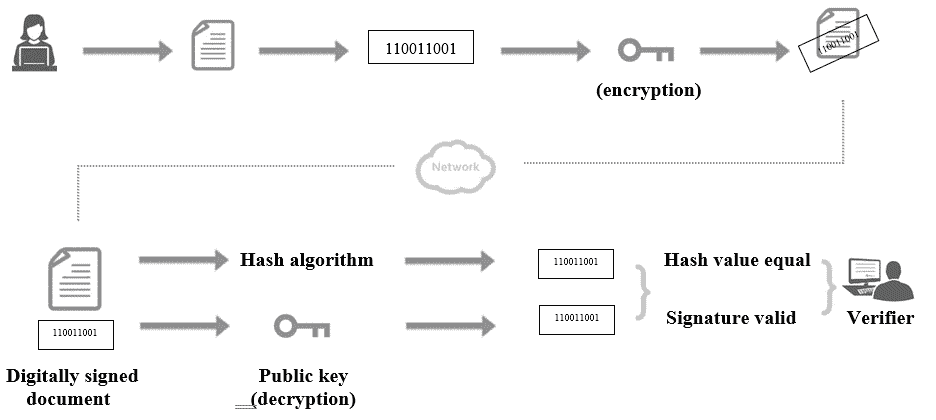 110011001
110011001
(encryption)
Network
Hash algorithm
110011001
Hash value equal
110011001
110011001
Signature valid
Verifier
Digitally signed
document
Public key
(decryption)